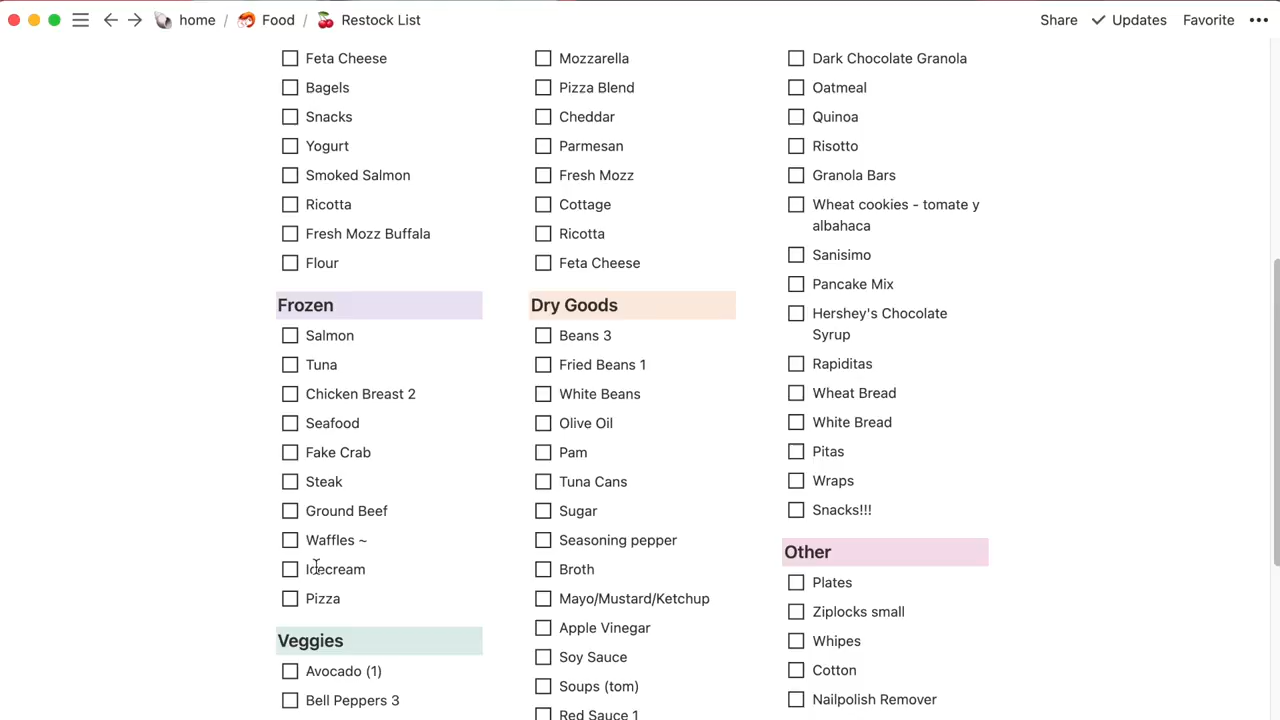 home / Food / Restock List
Share Updates Favorite
Feta Cheese
Bagels
Snacks
Yogurt
Smoked Salmon
Ricotta
Fresh Mozz Buffala
Flour
Frozen
Salmon
Tuna
Chicken Breast 2
Seafood
Fake Crab
Steak
Ground Beef
Waffles ~
Icecream
Pizza
Veggies
Avocado (1)
Bell Peppers 3
Mozzarella
Pizza Blend
Cheddar
Parmesan
Fresh Mozz
Cottage
Ricotta
Feta Cheese
Dry Goods
Beans 3
Fried Beans 1
White Beans
Olive Oil
Pam
Tuna Cans
Sugar
Seasoning pepper
Broth
Mayo/Mustard/Ketchup
Apple Vinegar
Soy Sauce
Soups (tom)
Red Sauce 1
Dark Chocolate Granola
Oatmeal
Quinoa
Risotto
Granola Bars
Wheat cookies - tomate y
albahaca
Sanisimo
Pancake Mix
Hershey's Chocolate
Syrup
Rapiditas
Wheat Bread
White Bread
Pitas
Wraps
Snacks!!!
Other
Plates
Ziplocks small
Whipes
Cotton
Nailpolish Remover